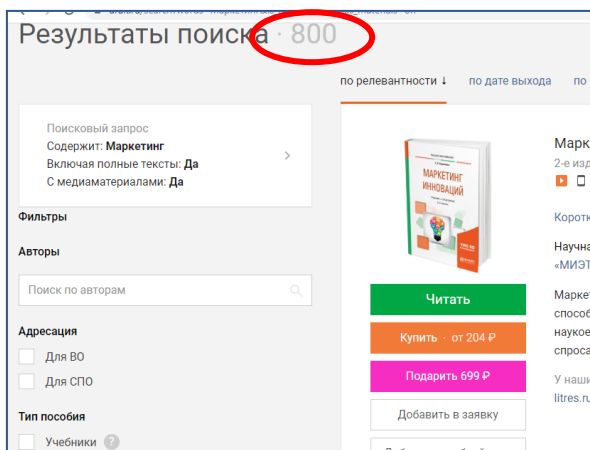 Результаты поиска · 800
по релевантности ↓ по дате выхода по
Поисковый запрос
Содержит: Маркетинг
Включая полные тексты: Да
С медиаматериалами: Да
Фильтры
Авторы
Поиск по авторам
Адресация
Для ВО
Для СПО
Тип пособия
Учебники ?
МАРКЕТИНГ
ИННОВАЦИЙ
Читать
Купить · от 204 ₽
Подарить 699 ₽
Добавить в заявку
Марк
2-е изд
Коротк
Научна
«МИЭТ
Маркет
способ
наукое
спроса
У наши
litres.ru